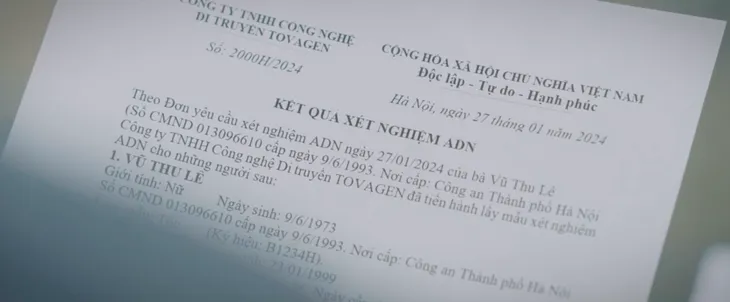 CÔNG TY TNHH CÔNG NGHỆ
DI TRUYỀN TOVAGEN
Số: 2000H/2024
CỘNG HÒA XÃ HỘI CHỦ NGHĨA VIỆT NAM
Độc lập - Tự do - Hạnh phúc
Hà Nội, ngày 27 tháng 01 năm 2024
KẾT QUẢ XÉT NGHIỆM ADN
Theo Đơn yêu cầu xét nghiệm ADN ngày 27/01/2024 của bà Vũ Thu Lê
(Số CMND 013096610 cấp ngày 9/6/1993. Nơi cấp: Công an Thành phố Hà Nội
Công ty TNHH Công nghệ Di truyền TOVAGEN đã tiến hành lấy mẫu xét nghiệm
ADN cho những người sau:
1. VŨ THU LÊ
Giới tính: Nữ Ngày sinh: 9/6/1973
Số CMND 013096610 cấp ngày 9/6/1993. Nơi cấp: Công an Thành phố Hà Nội
(Ký hiệu: B1234H).
21/01/1999
Ngày cấ